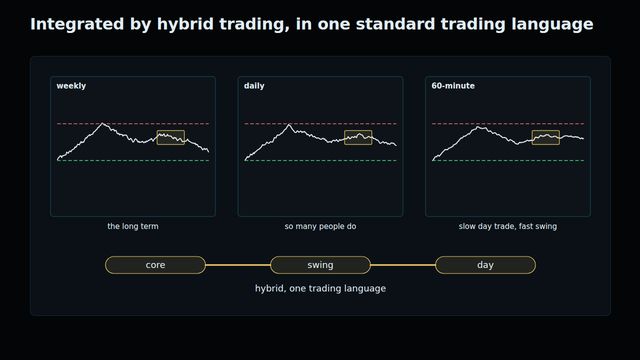 Integrated by hybrid trading, in one standard trading language
weekly
daily
60-minute
the long term
so many people do
slow day trade, fast swing
core
swing
day
hybrid, one trading language